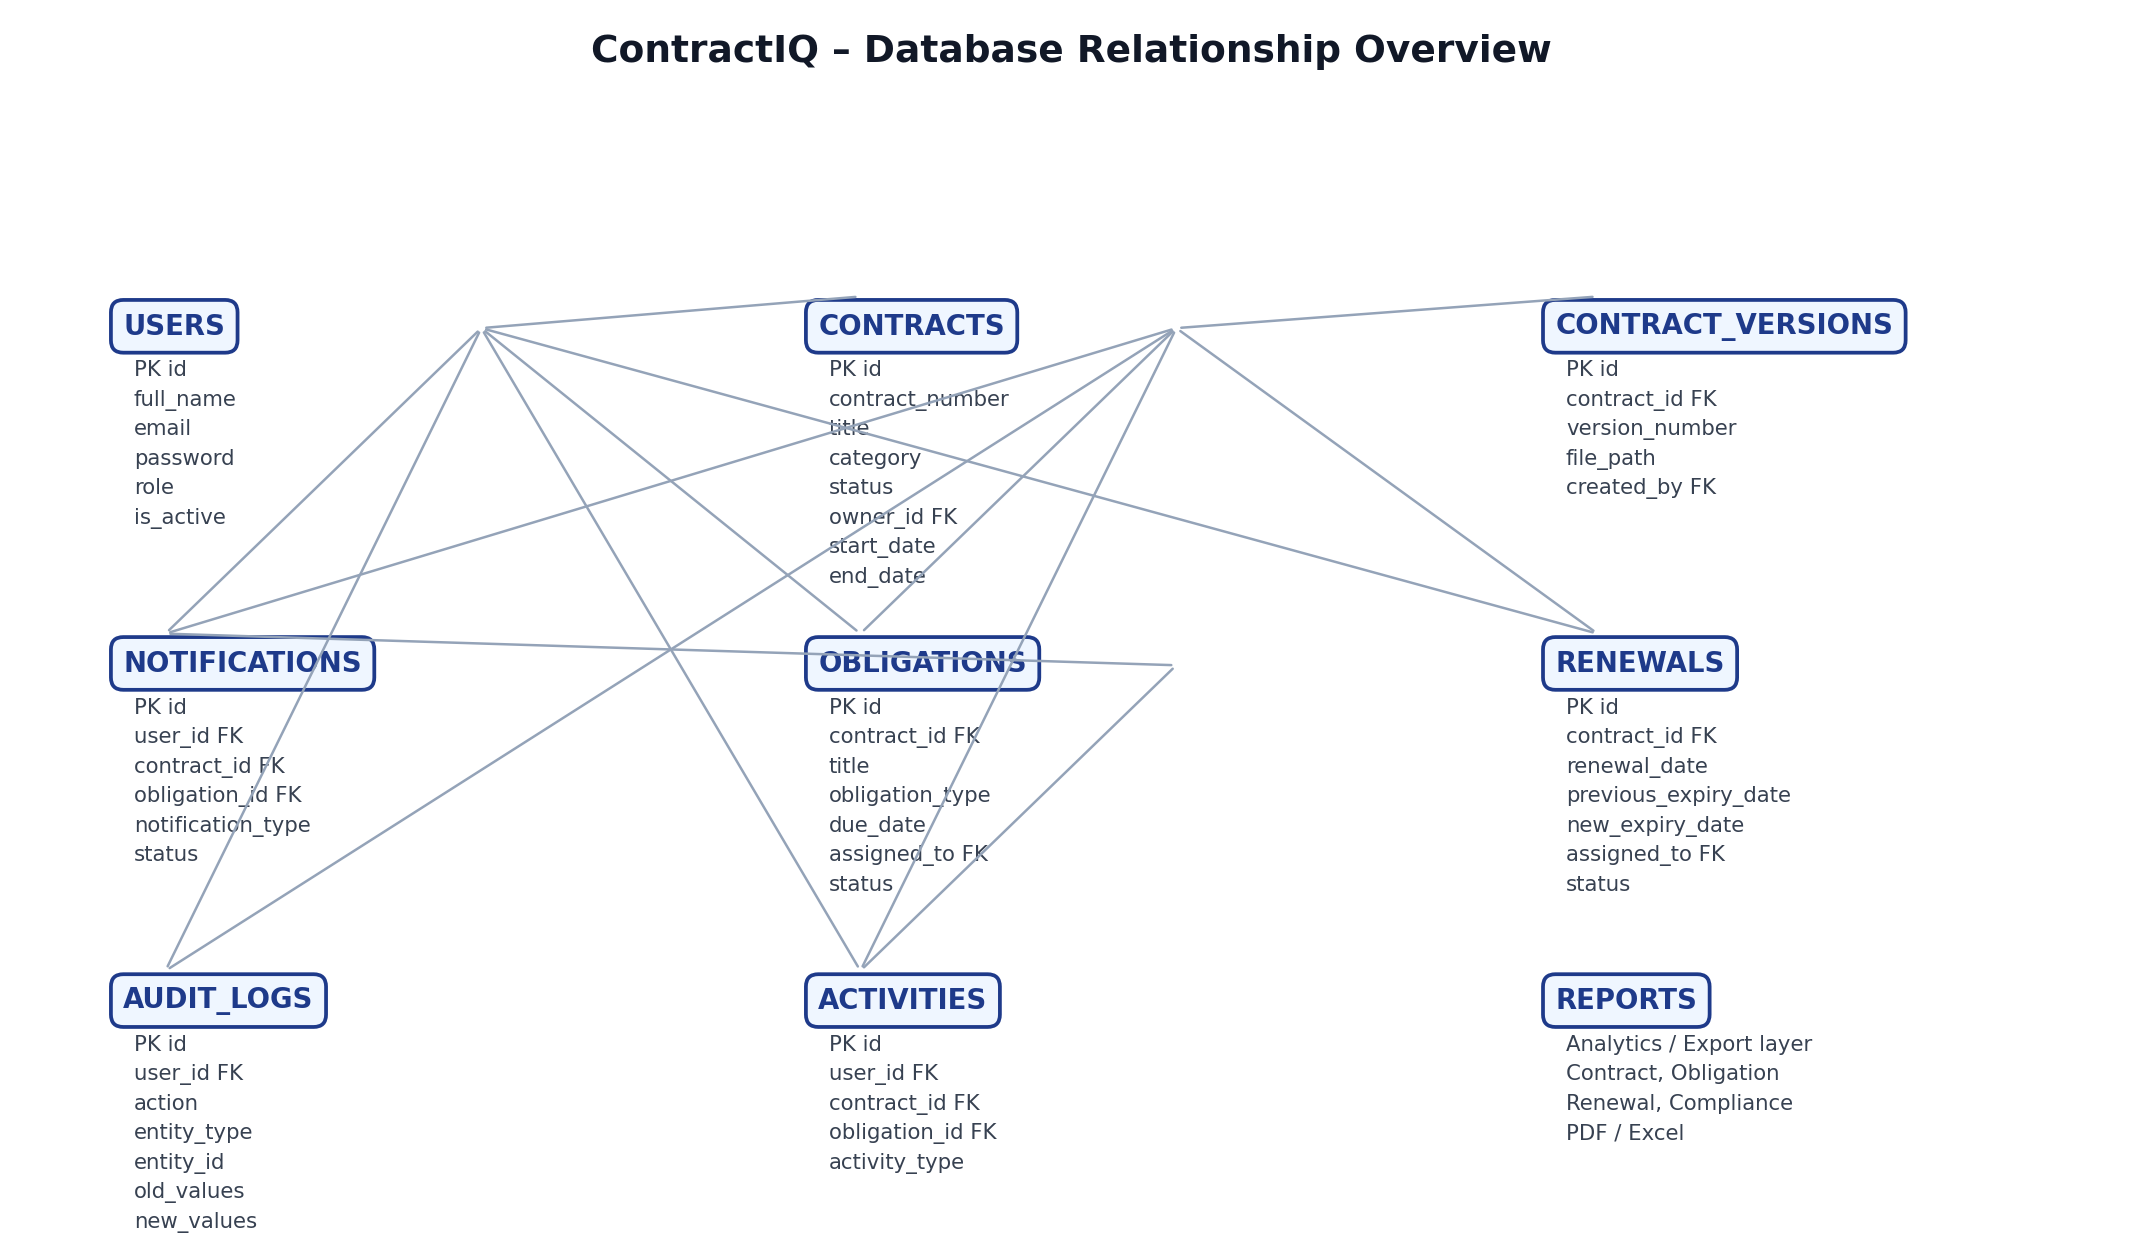 ContractIQ – Database Relationship Overview
USERS
PK id
full_name
email
password
role
is_active
CONTRACTS
PK id
contract_number
title
category
status
owner_id FK
start_date
end_date
CONTRACT_VERSIONS
PK id
contract_id FK
version_number
file_path
created_by FK
NOTIFICATIONS
PK id
user_id FK
contract_id FK
obligation_id FK
notification_type
status
OBLIGATIONS
PK id
contract_id FK
title
obligation_type
due_date
assigned_to FK
status
RENEWALS
PK id
contract_id FK
renewal_date
previous_expiry_date
new_expiry_date
assigned_to FK
status
AUDIT_LOGS
PK id
user_id FK
action
entity_type
entity_id
old_values
new_values
ACTIVITIES
PK id
user_id FK
contract_id FK
obligation_id FK
activity_type
REPORTS
Analytics / Export layer
Contract, Obligation
Renewal, Compliance
PDF / Excel